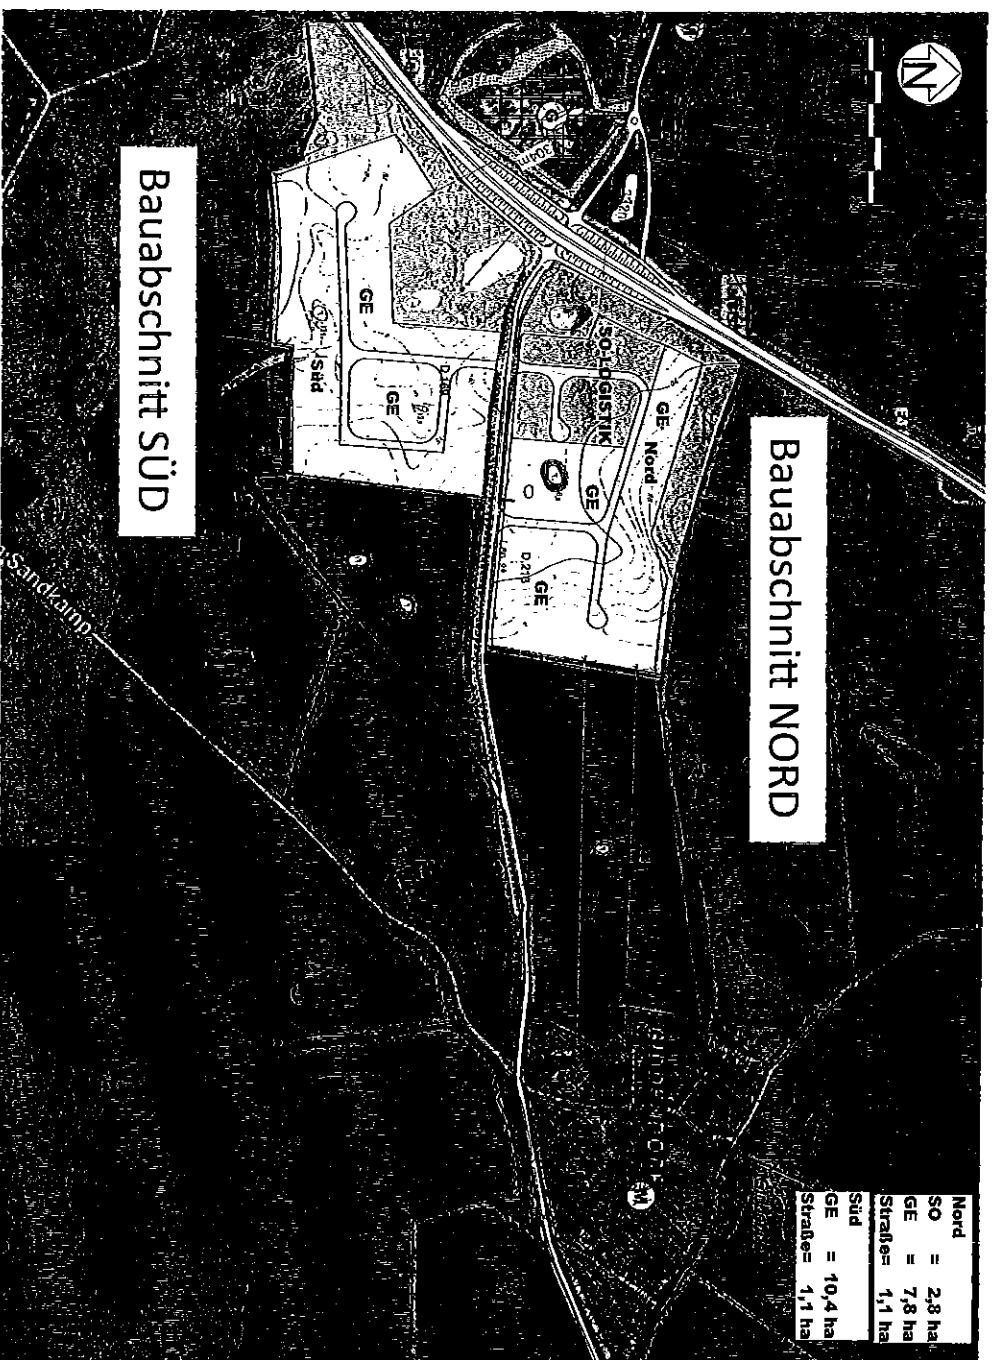 N
Nord
SO = 2,8 ha
GE = 7,8 ha
Straße= 1,1 ha
Süd
GE = 10,4 ha
Straße= 1,1 ha
Bauabschnitt NORD
GE
Nord
SO-LOGISTIK
GE
GE
D.213
GE
D.
GE
Süd
Bauabschnitt SÜD
Sandkamp